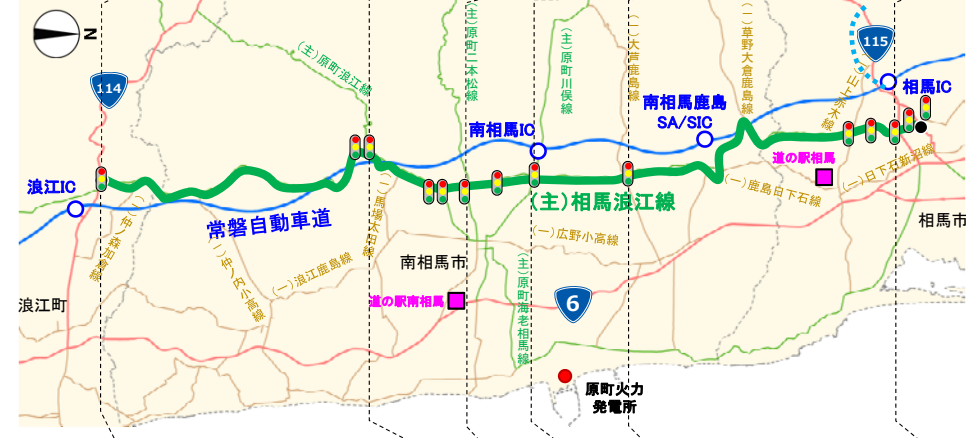 N
114
115
(主)原町浪江線
(主)原町二本松線
(主)原町川俣線
(一)大芦鹿島線
(一)草野大倉鹿島線
(一)山上赤木線
相馬IC
南相馬鹿島
SA/SIC
南相馬IC
道の駅相馬
(一)日下石新沼線
(一)鹿島日下石線
浪江IC
(主)相馬浪江線
常磐自動車道
(一)馬場大田線
(一)広野小高線
相馬市
南相馬市
(一)浪江鹿島線
(一)仲ノ内小高線
(主)原町海老相馬線
道の駅南相馬
6
浪江町
原町火力
発電所